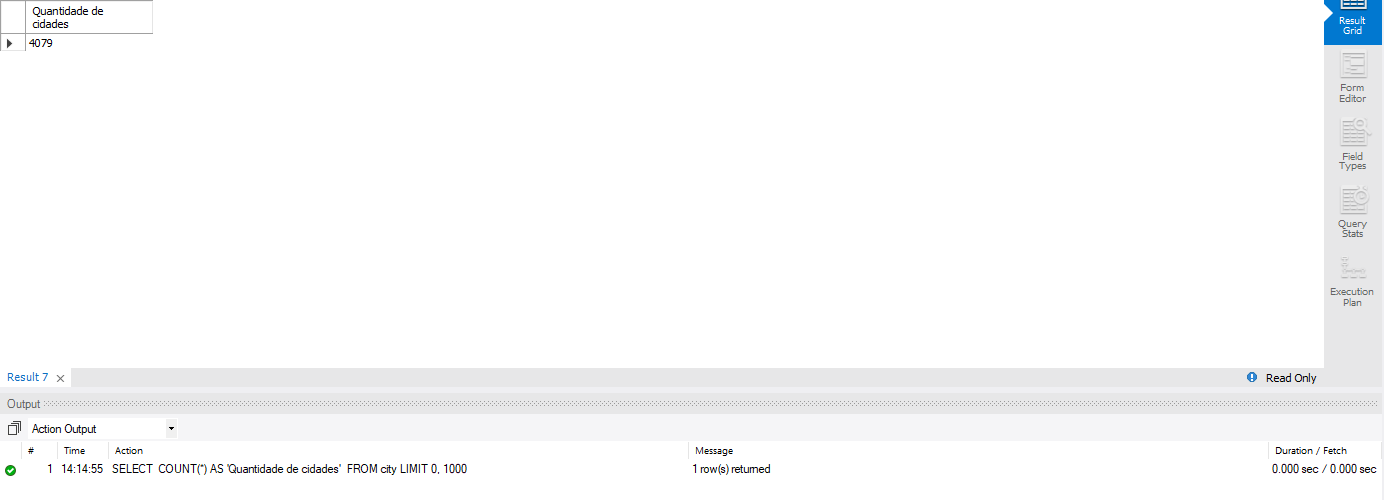 Quantidade de
cidades
4079
Result
Grid
Form
Editor
Field
Types
Query
Stats
Execution
Plan
Result 7
Read Only
Output
Action Output
# Time Action Message Duration / Fetch
1 14:14:55 SELECT COUNT(*) AS 'Quantidade de cidades' FROM city LIMIT 0, 1000 1 row(s) returned 0.000 sec / 0.000 sec